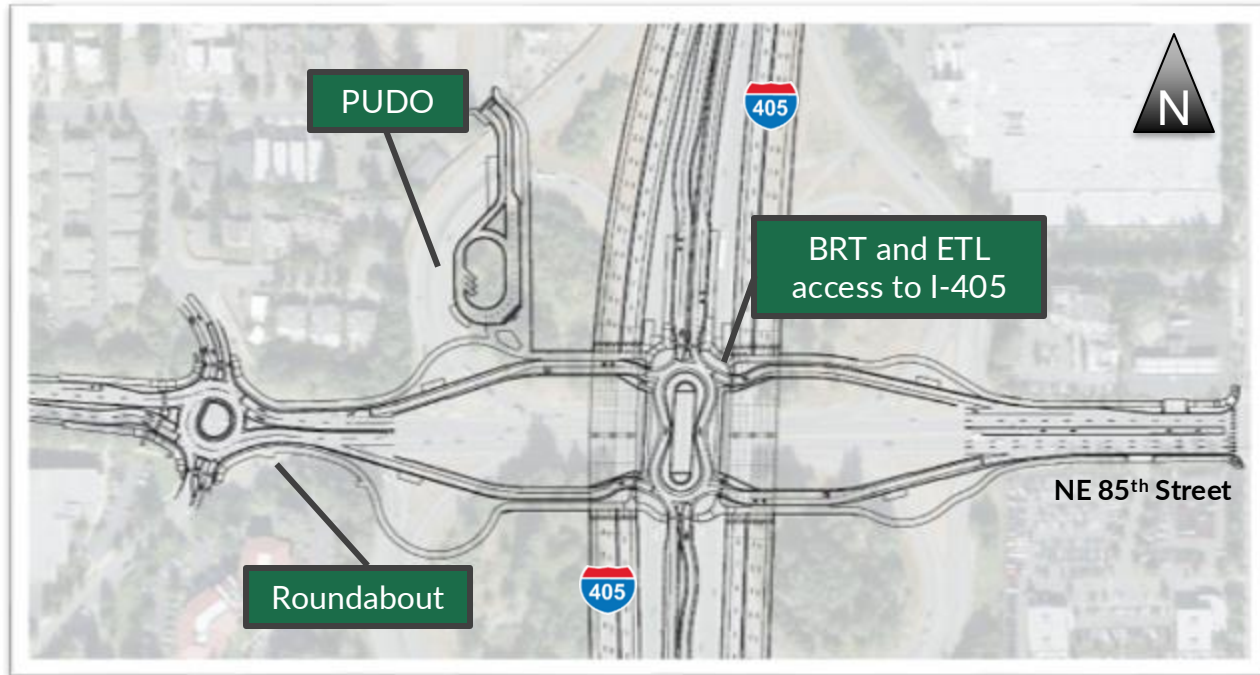 PUDO
405
N
BRT and ETL
access to I-405
NE 85th Street
405
Roundabout